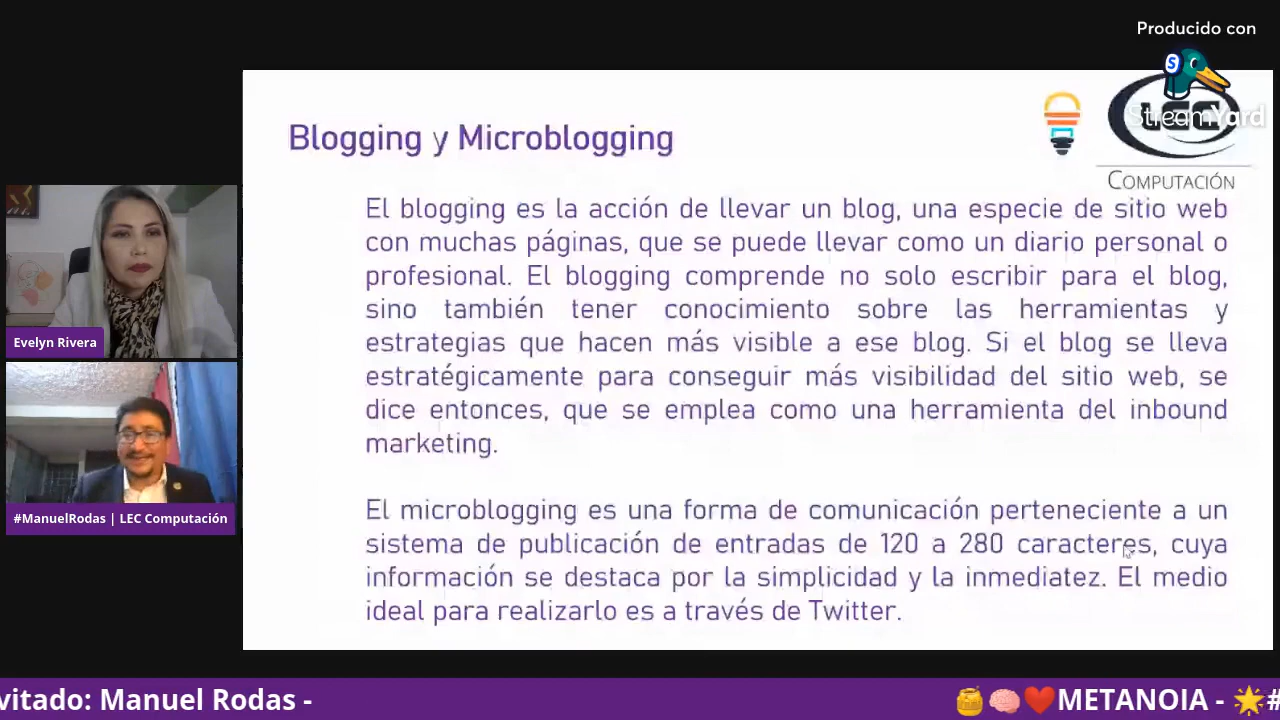 Producido con
StreamYard
LEC
COMPUTACIÓN
Blogging y Microblogging
El blogging es la acción de llevar un blog, una especie de sitio web
con muchas páginas, que se puede llevar como un diario personal o
profesional. El blogging comprende no solo escribir para el blog,
sino también tener conocimiento sobre las herramientas y
estrategias que hacen más visible a ese blog. Si el blog se lleva
estratégicamente para conseguir más visibilidad del sitio web, se
dice entonces, que se emplea como una herramienta del inbound
marketing.
El microblogging es una forma de comunicación perteneciente a un
sistema de publicación de entradas de 120 a 280 caracteres, cuya
información se destaca por la simplicidad y la inmediatez. El medio
ideal para realizarlo es a través de Twitter.
Evelyn Rivera
#ManuelRodas | LEC Computación
vitado: Manuel Rodas - 🍯🧠❤️METANOIA - 🌟#